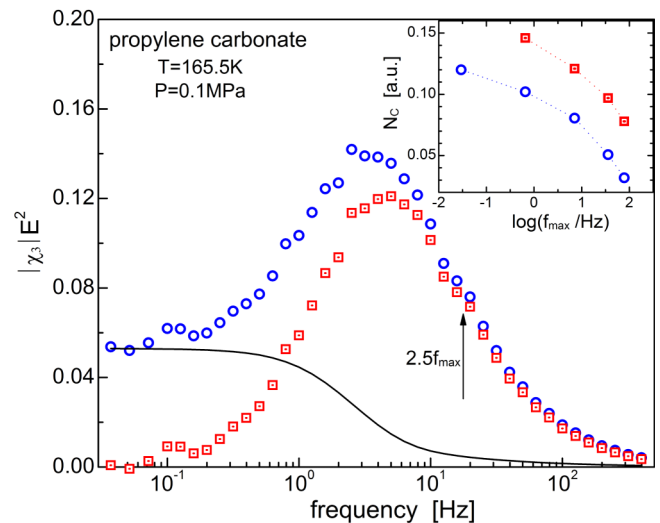 propylene carbonate
T=165.5K
P=0.1MPa
0.20
0.16
0.12
0.08
0.04
0.00
|χ₃|E²
10⁻¹
10⁰
10¹
10²
frequency [Hz]
2.5f_max
0.15
0.10
0.05
N_C [a.u.]
-2
-1
0
1
2
log(f_max /Hz)